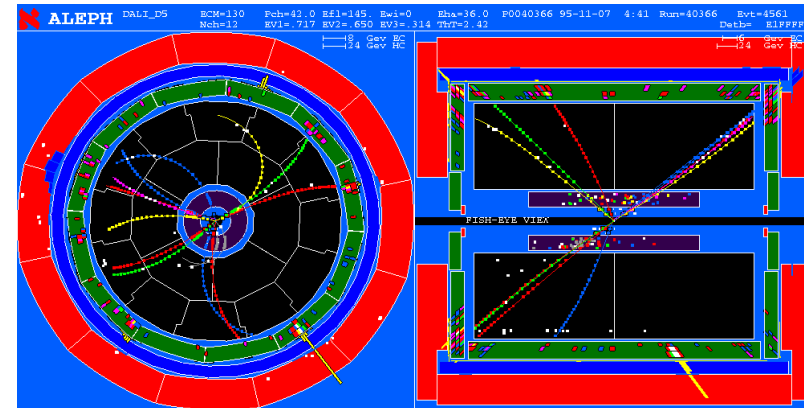 ALEPH DALI_D5 ECM=130 Pch=42.0 Efl=145. Ewi=0 Eha=36.0 P0040366 95-11-07 4:41 Run=40366 Evt=4561
Nch=12 EV1=.717 EV2=.650 EV3=.314 ThT=2.42 Detb= E1FFFF
8 Gev EC
24 Gev HC
6 Gev EC
24 Gev HC
FISH-EYE VIEW